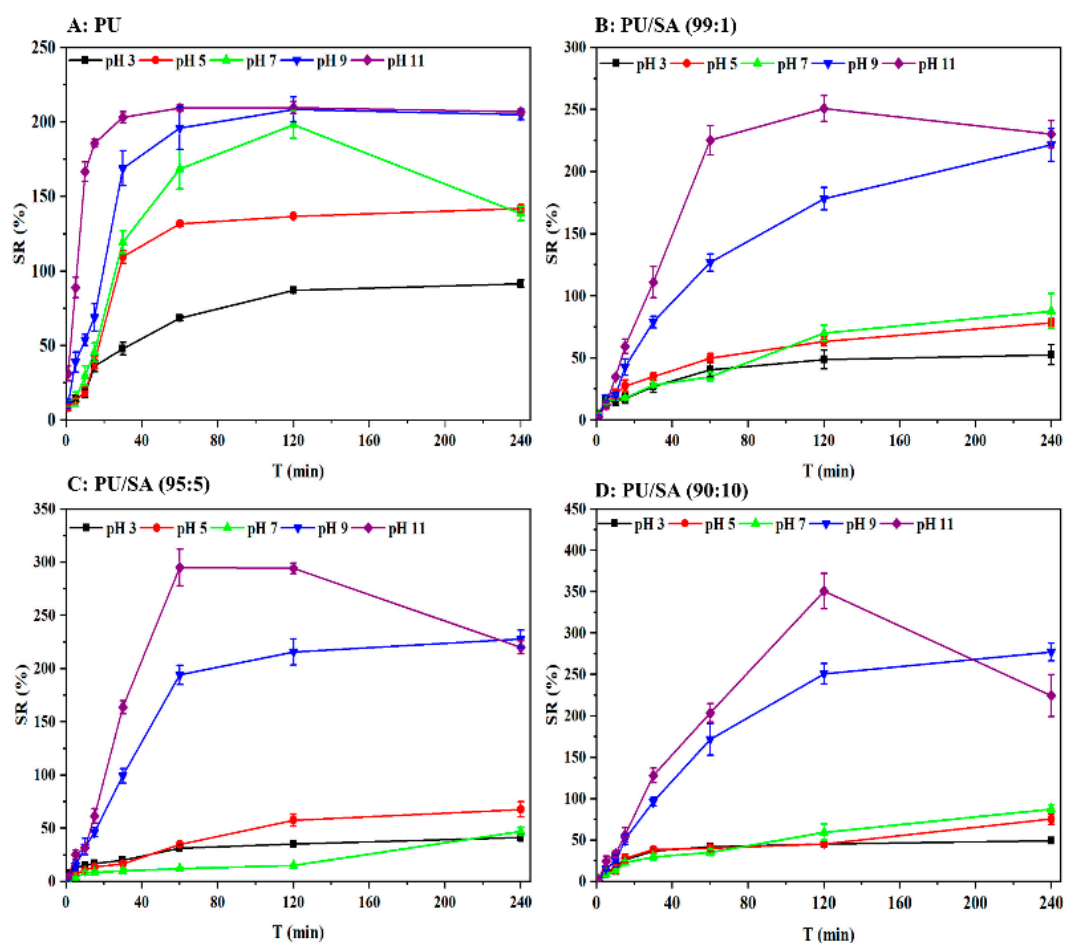 A: PU
pH 3 pH 5 pH 7 pH 9 pH 11
250
200
150
100
50
0
SR (%)
0 40 80 120 160 200 240
T (min)
B: PU/SA (99:1)
pH 3 pH 5 pH 7 pH 9 pH 11
300
250
200
150
100
50
0
SR (%)
0 40 80 120 160 200 240
T (min)
C: PU/SA (95:5)
pH 3 pH 5 pH 7 pH 9 pH 11
350
300
250
200
150
100
50
0
SR (%)
0 40 80 120 160 200 240
T (min)
D: PU/SA (90:10)
pH 3 pH 5 pH 7 pH 9 pH 11
450
400
350
300
250
200
150
100
50
0
SR (%)
0 40 80 120 160 200 240
T (min)